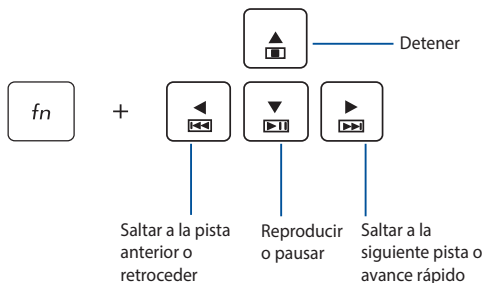 Detener
fn +
Saltar a la pista
anterior o
retroceder
Reproducir
o pausar
Saltar a la
siguiente pista o
avance rápido